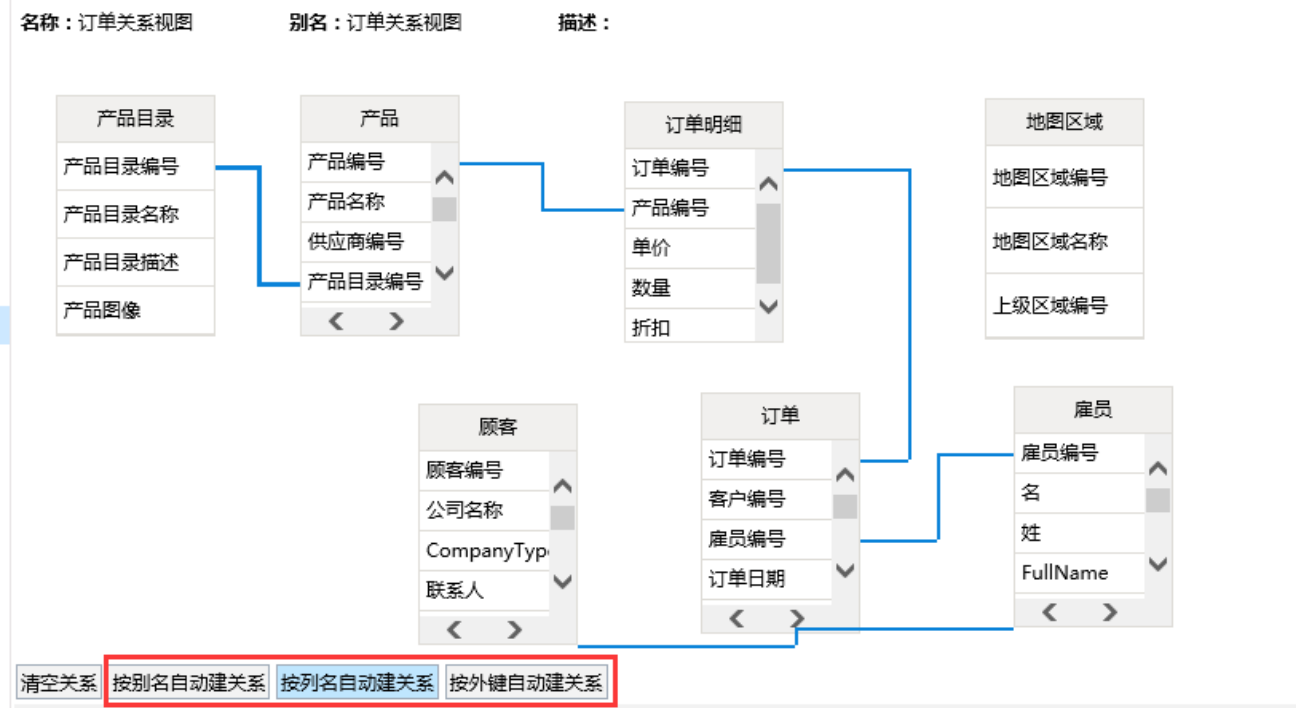 名称：订单关系视图 别名：订单关系视图 描述：
产品目录
产品目录编号
产品目录名称
产品目录描述
产品图像
产品
产品编号
产品名称
供应商编号
产品目录编号
订单明细
订单编号
产品编号
单价
数量
折扣
地图区域
地图区域编号
地图区域名称
上级区域编号
顾客
顾客编号
公司名称
CompanyType
联系人
订单
订单编号
客户编号
雇员编号
订单日期
雇员
雇员编号
名
姓
FullName
清空关系 按别名自动建关系 按列名自动建关系 按外键自动建关系